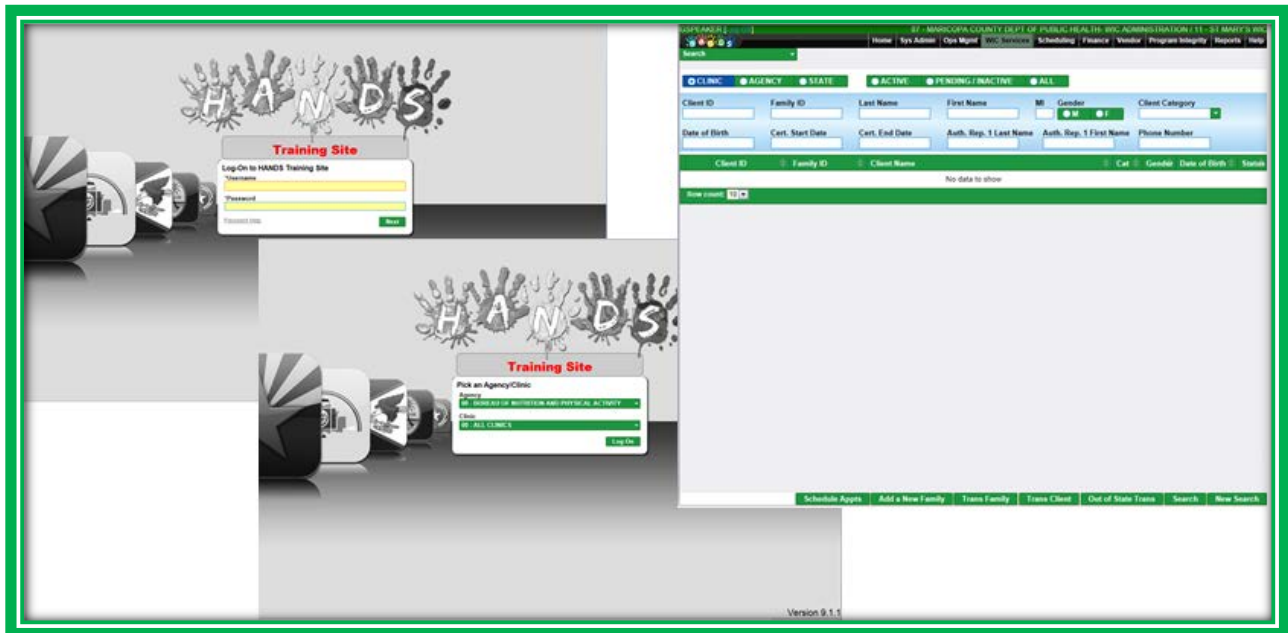 HANDS
Training Site
Log-On to HANDS Training Site
*Username
*Password
Password Help
Next
HANDS
Training Site
Pick an Agency/Clinic
Agency
00 - BUREAU OF NUTRITION AND PHYSICAL ACTIVITY
Clinic
00 - ALL CLINICS
Log On
Version 9.1.1
07 - MARICOPA COUNTY DEPT OF PUBLIC HEALTH- WIC ADMINISTRATION / 11 - ST MARY'S WIC
Home Sys Admin Ops Mgmt WIC Services Scheduling Finance Vendor Program Integrity Reports Help
Search
CLINIC AGENCY STATE ACTIVE PENDING / INACTIVE ALL
Client ID Family ID Last Name First Name MI Gender Client Category
M F
Date of Birth Cert. Start Date Cert. End Date Auth. Rep. 1 Last Name Auth. Rep. 1 First Name Phone Number
Client ID Family ID Client Name Cat Gender Date of Birth Status
No data to show
Row count: 10
Schedule Appts Add a New Family Trans Family Trans Client Out of State Trans Search New Search